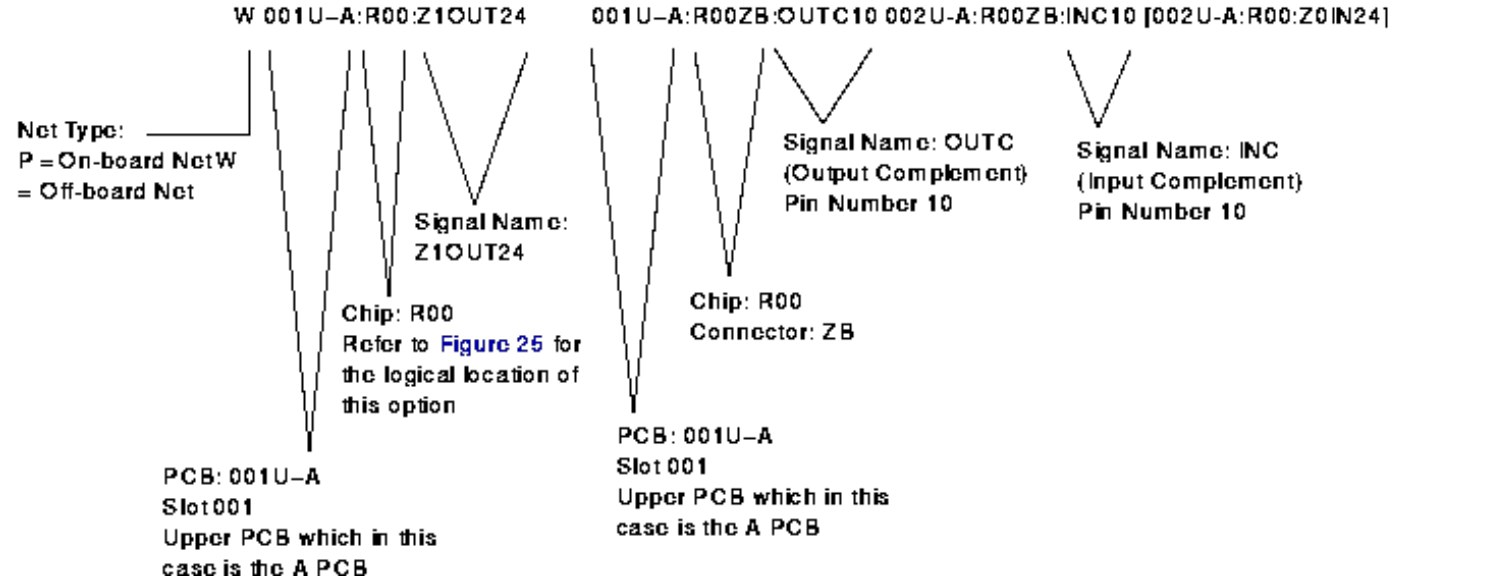 W 001U–A:R00:Z1OUT24 001U–A:R00ZB:OUTC10 002U-A:R00ZB:INC10 [002U-A:R00:Z0IN24]
Net Type:
P = On-board Net W
= Off-board Net
Signal Name:
Z1OUT24
Chip: R00
Refer to Figure 25 for
the logical location of
this option
PCB: 001U–A
Slot 001
Upper PCB which in this
case is the A PCB
Signal Name: OUTC
(Output Complement)
Pin Number 10
Chip: R00
Connector: ZB
PCB: 001U–A
Slot 001
Upper PCB which in this
case is the A PCB
Signal Name: INC
(Input Complement)
Pin Number 10